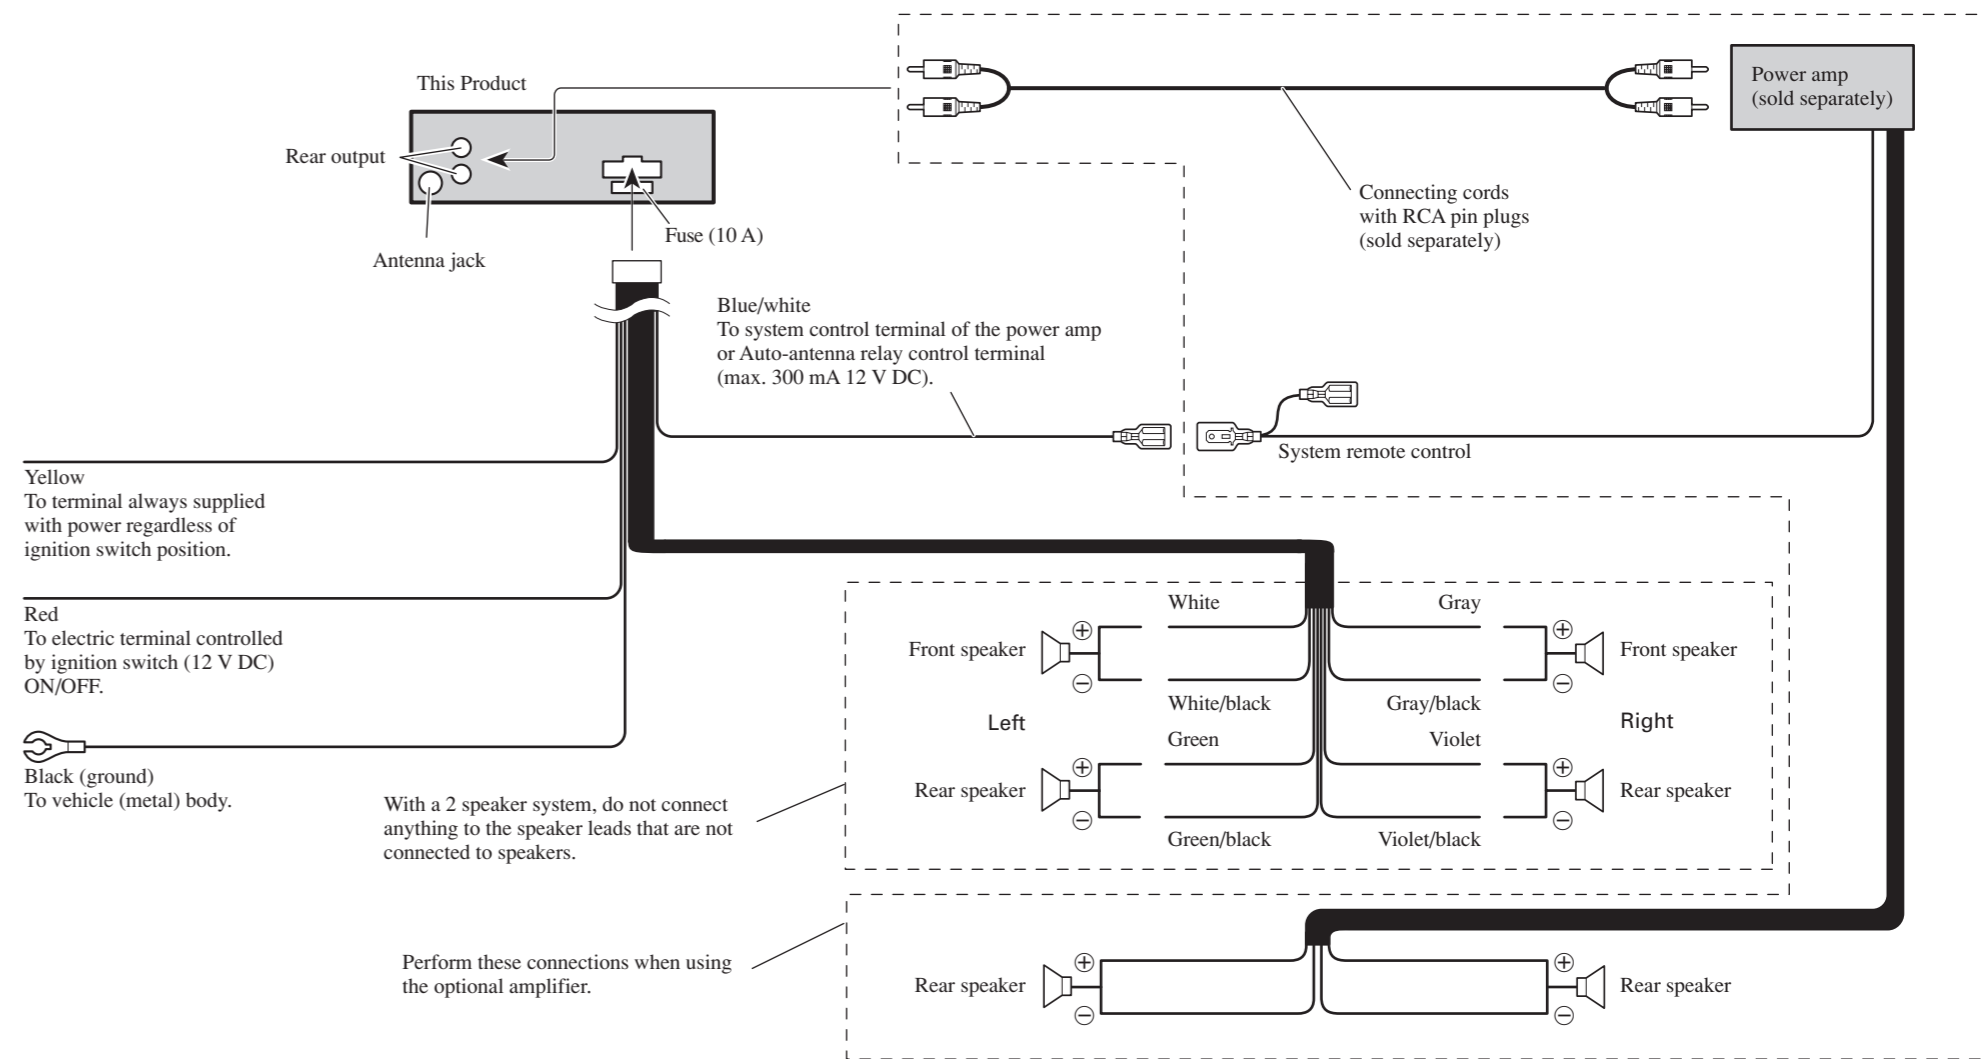 This Product
Rear output
Antenna jack
Fuse (10 A)
Power amp
(sold separately)
Connecting cords
with RCA pin plugs
(sold separately)
Blue/white
To system control terminal of the power amp
or Auto-antenna relay control terminal
(max. 300 mA 12 V DC).
System remote control
Yellow
To terminal always supplied
with power regardless of
ignition switch position.
Red
To electric terminal controlled
by ignition switch (12 V DC)
ON/OFF.
Black (ground)
To vehicle (metal) body.
With a 2 speaker system, do not connect
anything to the speaker leads that are not
connected to speakers.
White
Gray
Front speaker
+
+
Front speaker
−
−
White/black
Gray/black
Left
Right
Green
Violet
Rear speaker
+
+
Rear speaker
−
−
Green/black
Violet/black
Perform these connections when using
the optional amplifier.
Rear speaker
+
+
Rear speaker
−
−